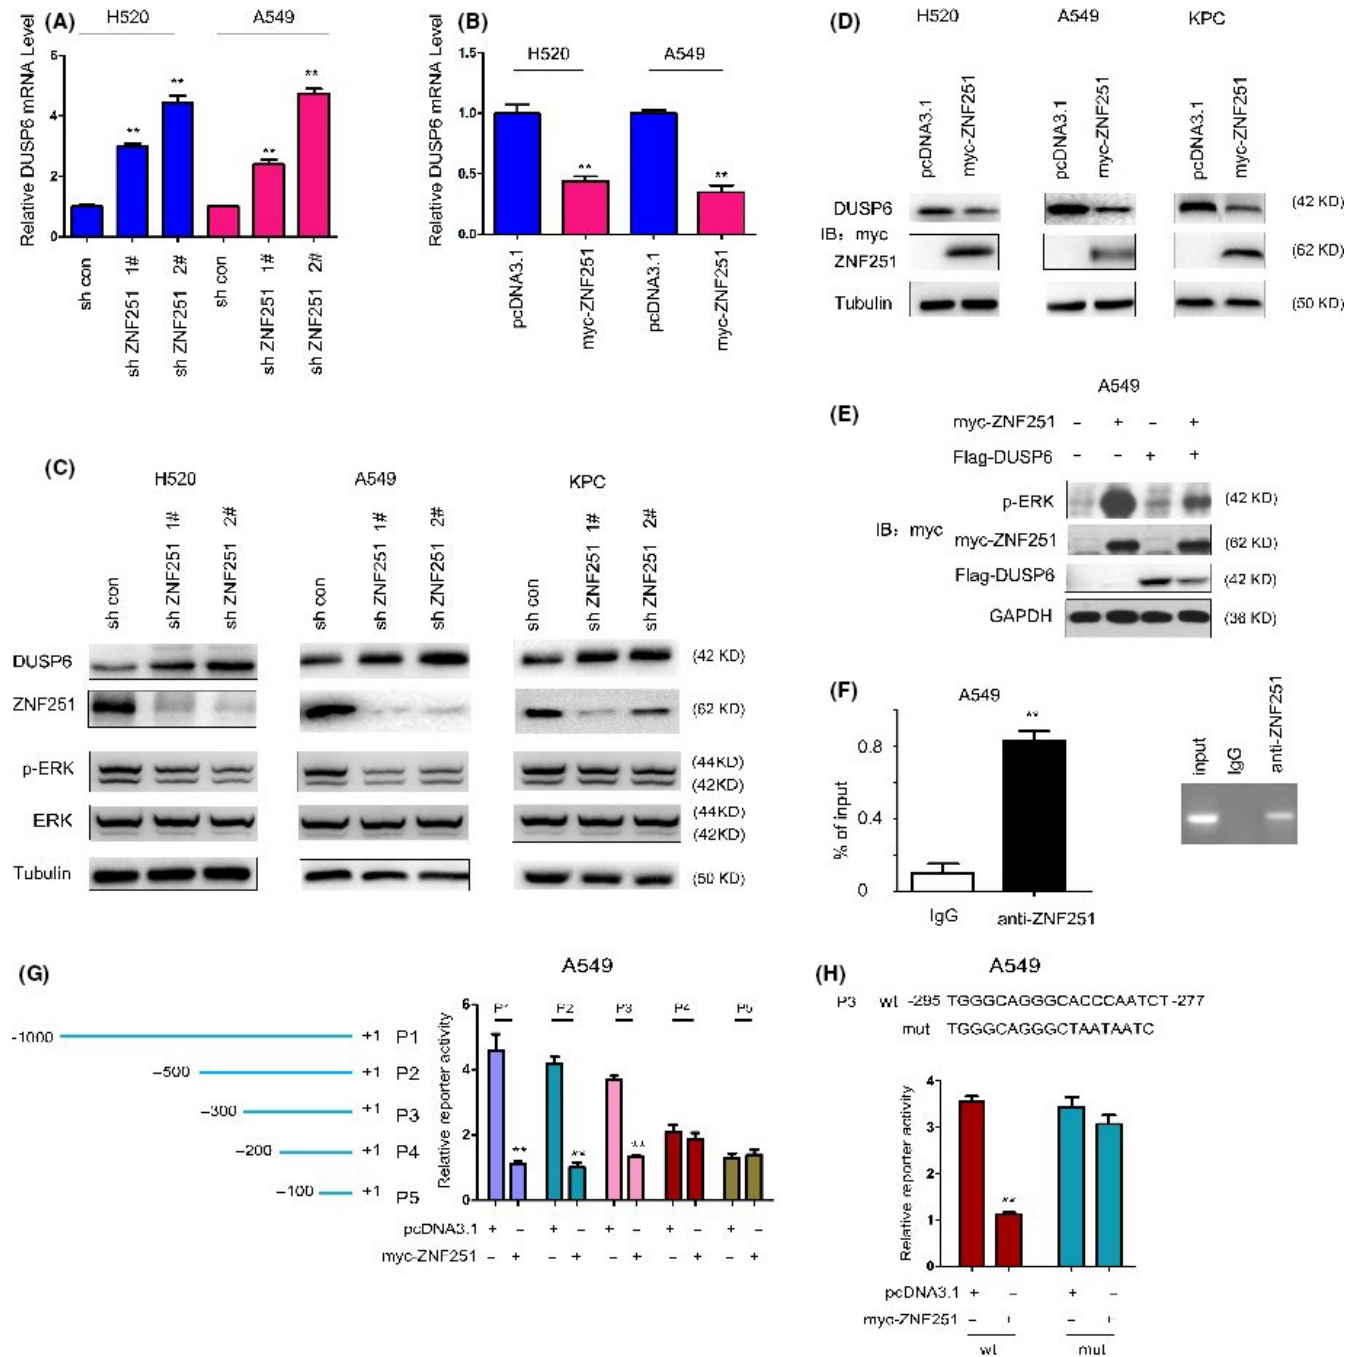 (A)
H520 A549
Relative DUSP6 mRNA Level
6
4
2
0
** ** ** **
sh con
sh ZNF251 1#
sh ZNF251 2#
sh con
sh ZNF251 1#
sh ZNF251 2#
(B)
Relative DUSP6 mRNA Level
1.5
1.0
0.5
0.0
H520 A549
** **
pcDNA3.1
myc-ZNF251
pcDNA3.1
myc-ZNF251
(C)
H520 A549 KPC
sh con
sh ZNF251 1#
sh ZNF251 2#
sh con
sh ZNF251 1#
sh ZNF251 2#
sh con
sh ZNF251 1#
sh ZNF251 2#
DUSP6 (42 KD)
ZNF251 (62 KD)
p-ERK (44KD)
(42KD)
ERK (44KD)
(42KD)
Tubulin (50 KD)
(D)
H520 A549 KPC
pcDNA3.1
myc-ZNF251
pcDNA3.1
myc-ZNF251
pcDNA3.1
myc-ZNF251
DUSP6 (42 KD)
IB: myc
ZNF251 (62 KD)
Tubulin (50 KD)
(E)
A549
myc-ZNF251 – + – +
Flag-DUSP6 – – + +
p-ERK (42 KD)
IB: myc myc-ZNF251 (62 KD)
Flag-DUSP6 (42 KD)
GAPDH (36 KD)
(F)
A549
% of input
0.8
0.4
0
**
IgG anti-ZNF251
input
IgG
anti-ZNF251
(G)
A549
-1000 +1 P1
–500 +1 P2
–300 +1 P3
–200 +1 P4
–100 +1 P5
Relative reporter activity
6
4
2
0
P1 P2 P3 P4 P5
** ** **
pcDNA3.1 + – + – + – + – + –
myc-ZNF251 – + – + – + – + – +
(H)
A549
P3 wt -295 TGGGCAGGGCACCCAATCT -277
mut TGGGCAGGGCTAATAATC
Relative reporter activity
4
3
2
1
0
**
pcDNA3.1 + – + –
myc-ZNF251 – + – +
wt mut